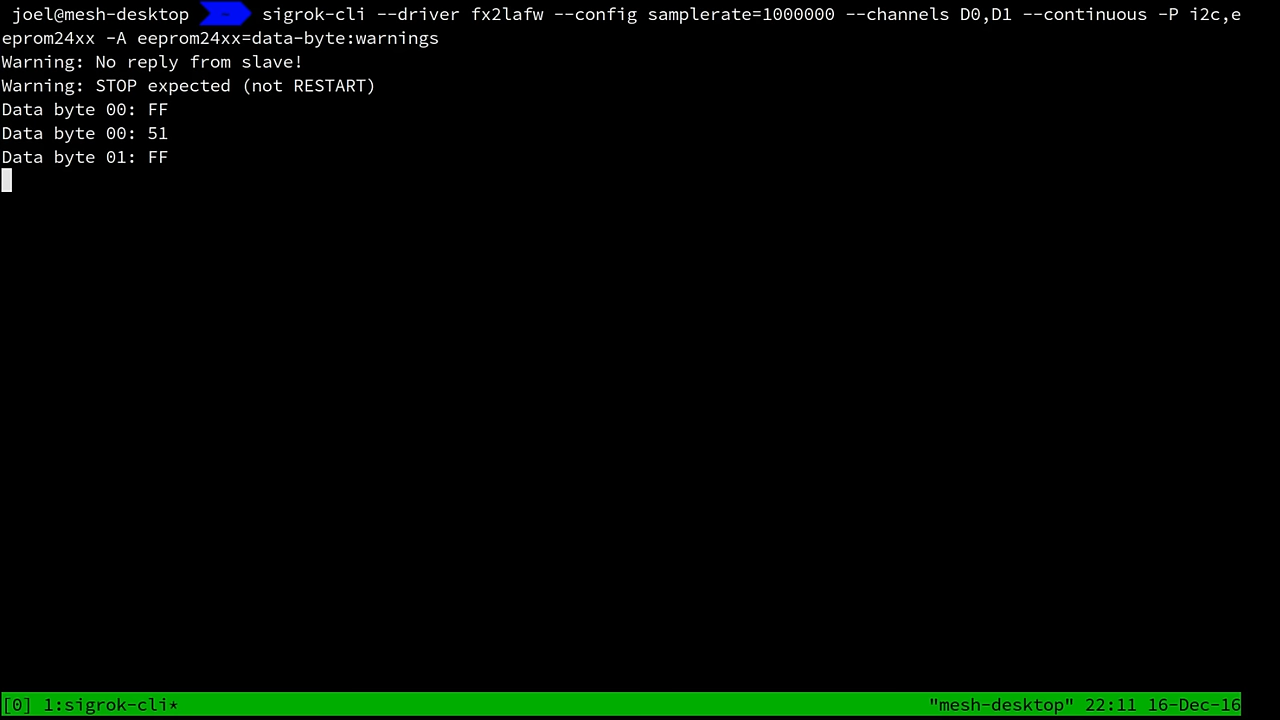 joel@mesh-desktop ~ sigrok-cli --driver fx2lafw --config samplerate=1000000 --channels D0,D1 --continuous -P i2c,e
eprom24xx -A eeprom24xx=data-byte:warnings
Warning: No reply from slave!
Warning: STOP expected (not RESTART)
Data byte 00: FF
Data byte 00: 51
Data byte 01: FF
[0] 1:sigrok-cli* "mesh-desktop" 22:11 16-Dec-16